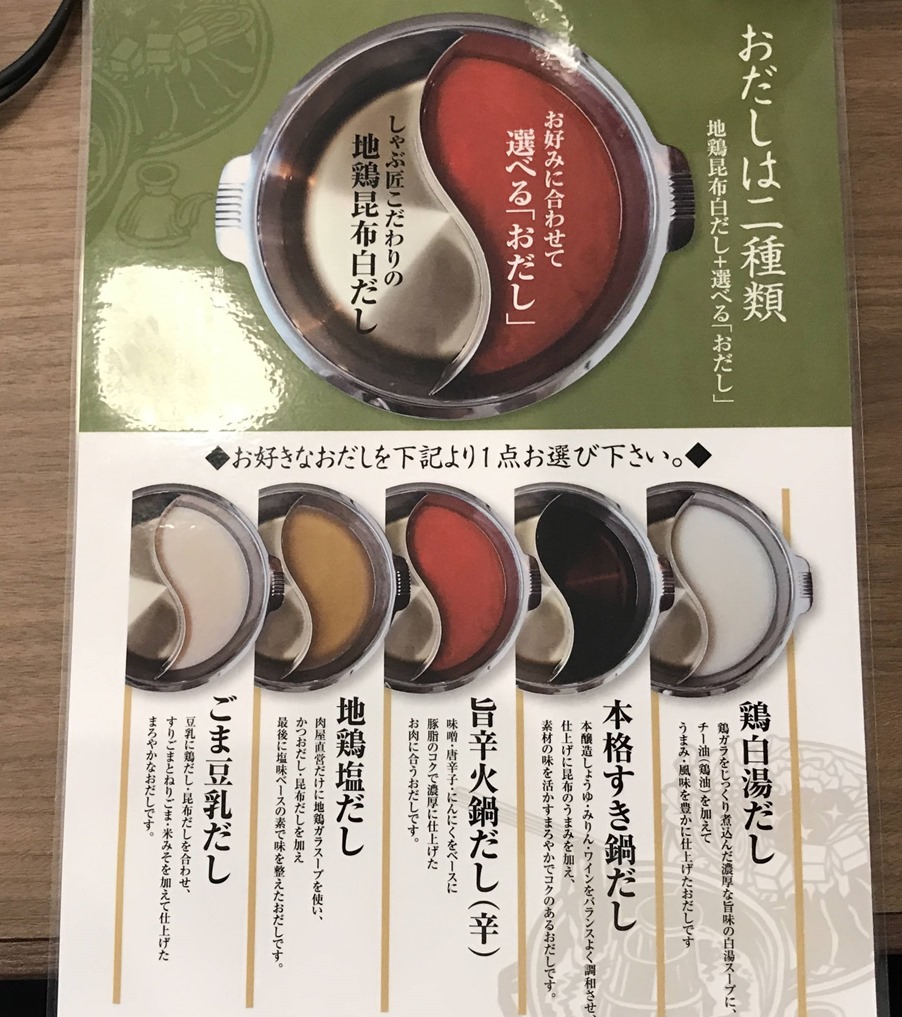 おだしは二種類
地鶏昆布白だし+選べる「おだし」
お好みに合わせて
選べる「おだし」
しゃぶ匠こだわりの
地鶏昆布白だし
◆お好きなおだしを下記より1点お選び下さい。◆
鶏白湯だし
鶏ガラをじっくり煮込んだ濃厚な旨味の白湯スープに、
チー油(鶏油)を加えて
うまみ・風味を豊かに仕上げたおだしです
本格すき鍋だし
本醸造しょうゆ・みりん・ワインをバランスよく調和させ、
仕上げに昆布のうまみを加え、
素材の味を活かすまろやかでコクのあるおだしです。
旨辛火鍋だし(辛)
味噌・唐辛子・にんにくをベースに
豚脂のコクで濃厚に仕上げた
お肉に合うおだしです。
地鶏塩だし
肉屋直営だけに地鶏ガラスープを使い、
かつおだし・昆布だしを加え
最後に塩味ベースの素で味を整えたおだしです。
ごま豆乳だし
豆乳に鶏だし・昆布だしを合わせ、
すりごまとねりごま・米みそを加えて仕上げた
まろやかなおだしです。